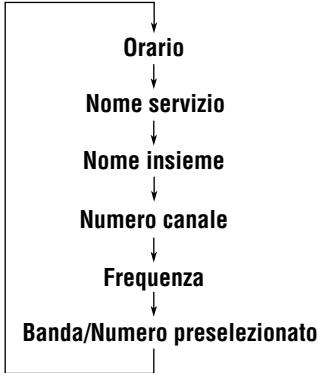 Orario
Nome servizio
Nome insieme
Numero canale
Frequenza
Banda/Numero preselezionato